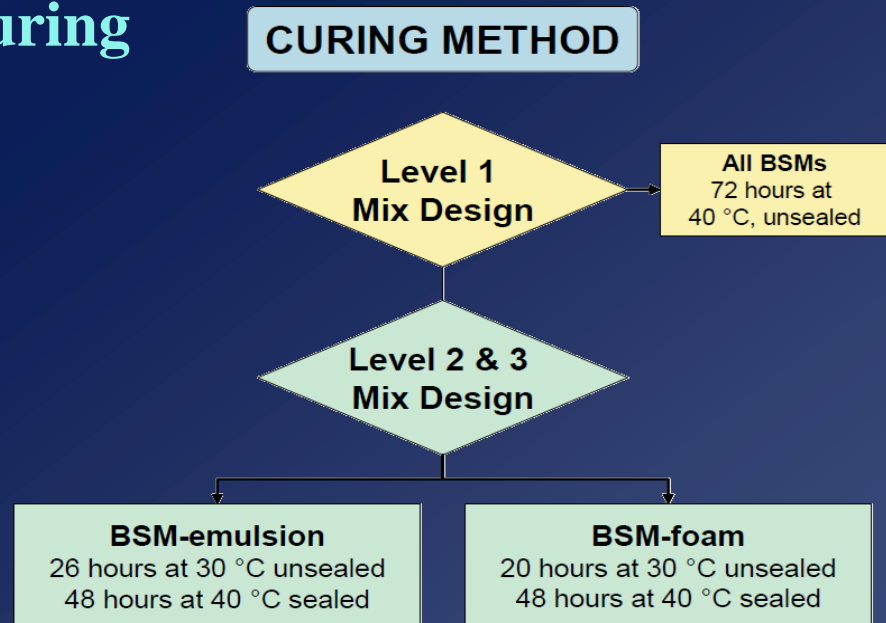 uring
CURING METHOD
Level 1
Mix Design
All BSMs
72 hours at
40 °C, unsealed
Level 2 & 3
Mix Design
BSM-emulsion
26 hours at 30 °C unsealed
48 hours at 40 °C sealed
BSM-foam
20 hours at 30 °C unsealed
48 hours at 40 °C sealed